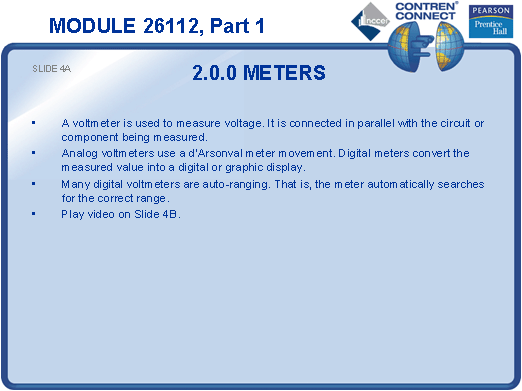 MODULE 26112, Part 1
nccer
CONTREN®
CONNECT
PEARSON
Prentice
Hall
SLIDE 4A
2.0.0 METERS
• A voltmeter is used to measure voltage. It is connected in parallel with the circuit or
component being measured.
• Analog voltmeters use a d'Arsonval meter movement. Digital meters convert the
measured value into a digital or graphic display.
• Many digital voltmeters are auto-ranging. That is, the meter automatically searches
for the correct range.
• Play video on Slide 4B.